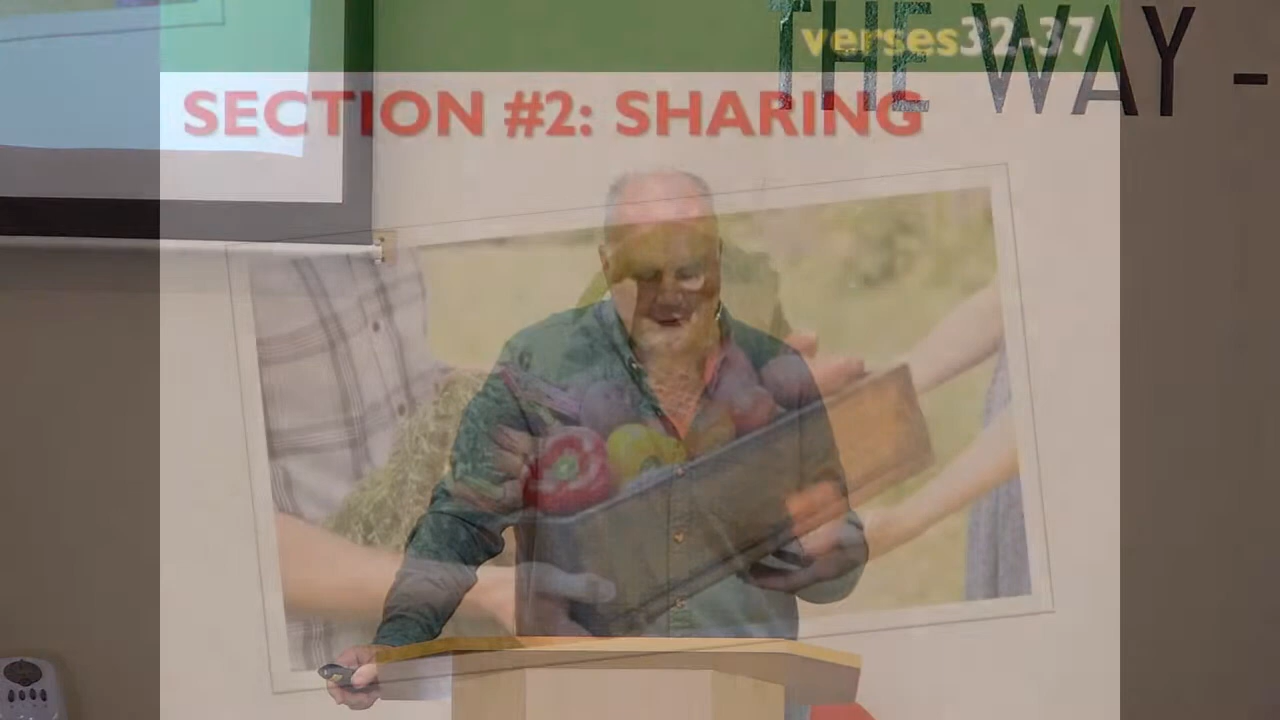 verses32-37
THE WAY -
SECTION #2: SHARING